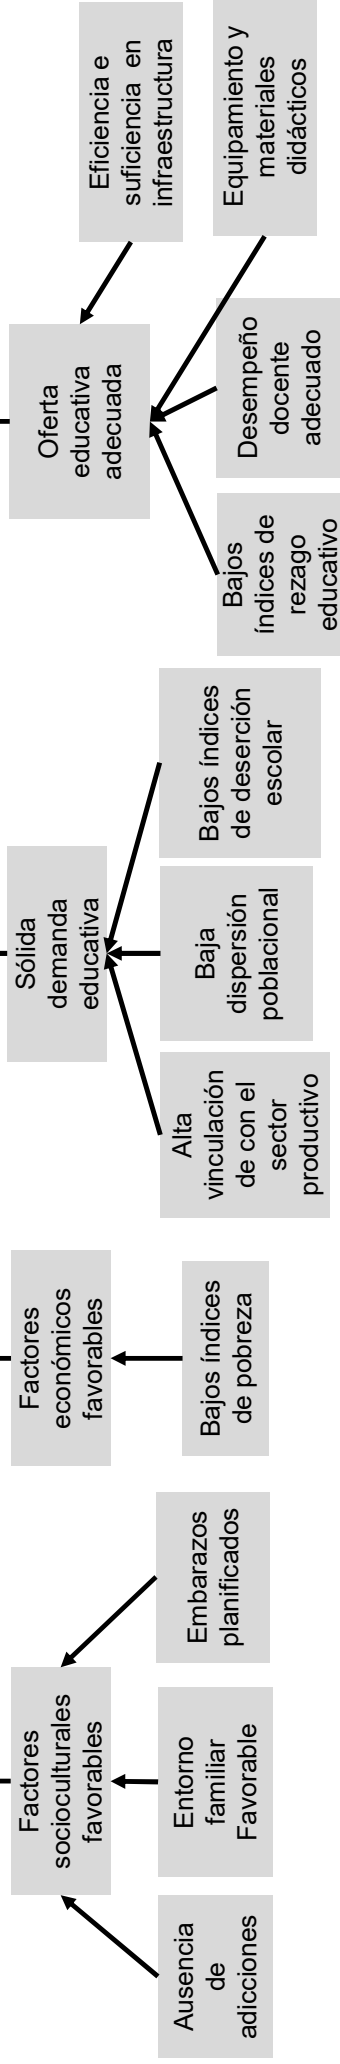 Factores
socioculturales
favorables
Factores
económicos
favorables
Sólida
demanda
educativa
Oferta
educativa
adecuada
Ausencia
de
adicciones
Entorno
familiar
Favorable
Embarazos
planificados
Bajos índices
de pobreza
Alta
vinculación
de con el
sector
productivo
Baja
dispersión
poblacional
Bajos índices
de deserción
escolar
Bajos
índices de
rezago
educativo
Desempeño
docente
adecuado
Equipamiento y
materiales
didácticos
Eficiencia e
suficiencia en
infraestructura